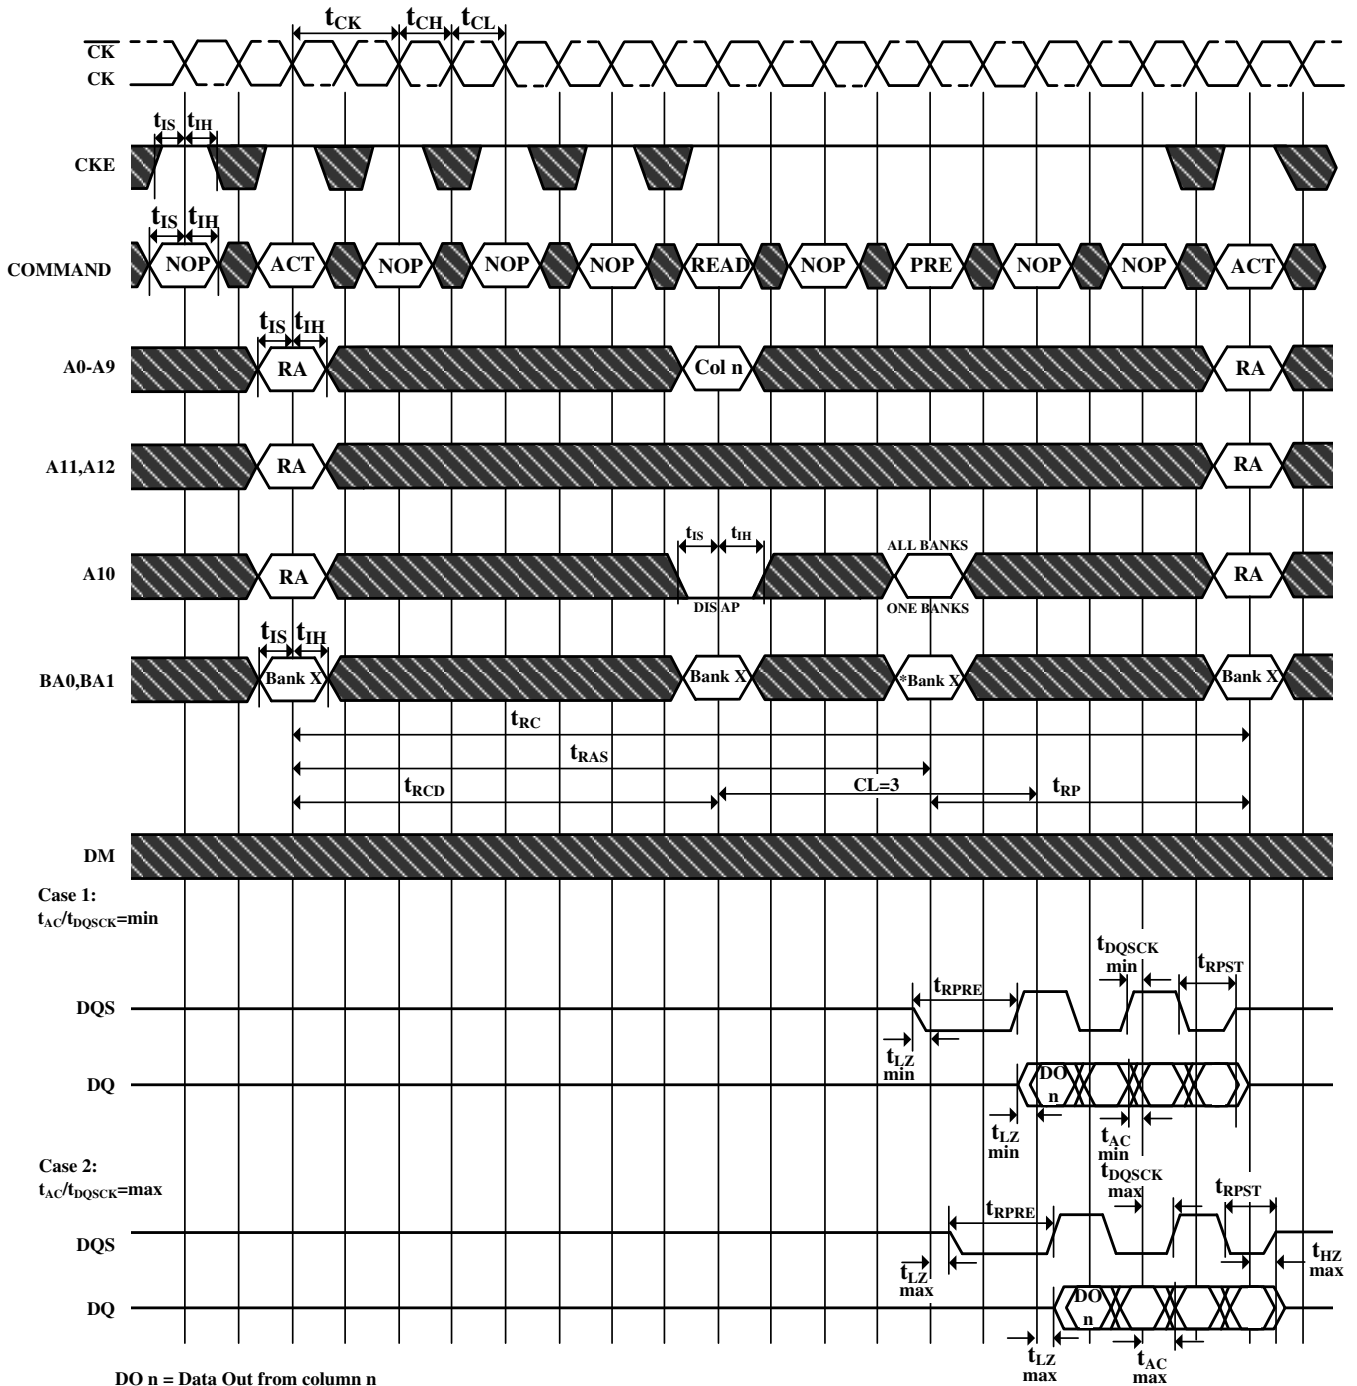 tCK tCH tCL
CK
CK
tIS tIH
CKE
tIS tIH
COMMAND NOP ACT NOP NOP NOP READ NOP PRE NOP NOP ACT
tIS tIH
A0-A9 RA Col n RA
A11,A12 RA RA
tIS tIH ALL BANKS
A10 RA RA
DIS AP ONE BANKS
tIS tIH
BA0,BA1 Bank X Bank X *Bank X Bank X
tRC
tRAS
tRCD CL=3 tRP
DM
Case 1:
tAC/tDQSCK=min
tDQSCK min tRPST
tRPRE
DQS
tLZ min
DQ DO n
tLZ min tAC min
Case 2:
tAC/tDQSCK=max
tDQSCK max tRPST
tRPRE
DQS
tLZ max tHZ max
DQ DO n
tLZ max tAC max
DO n = Data Out from column n